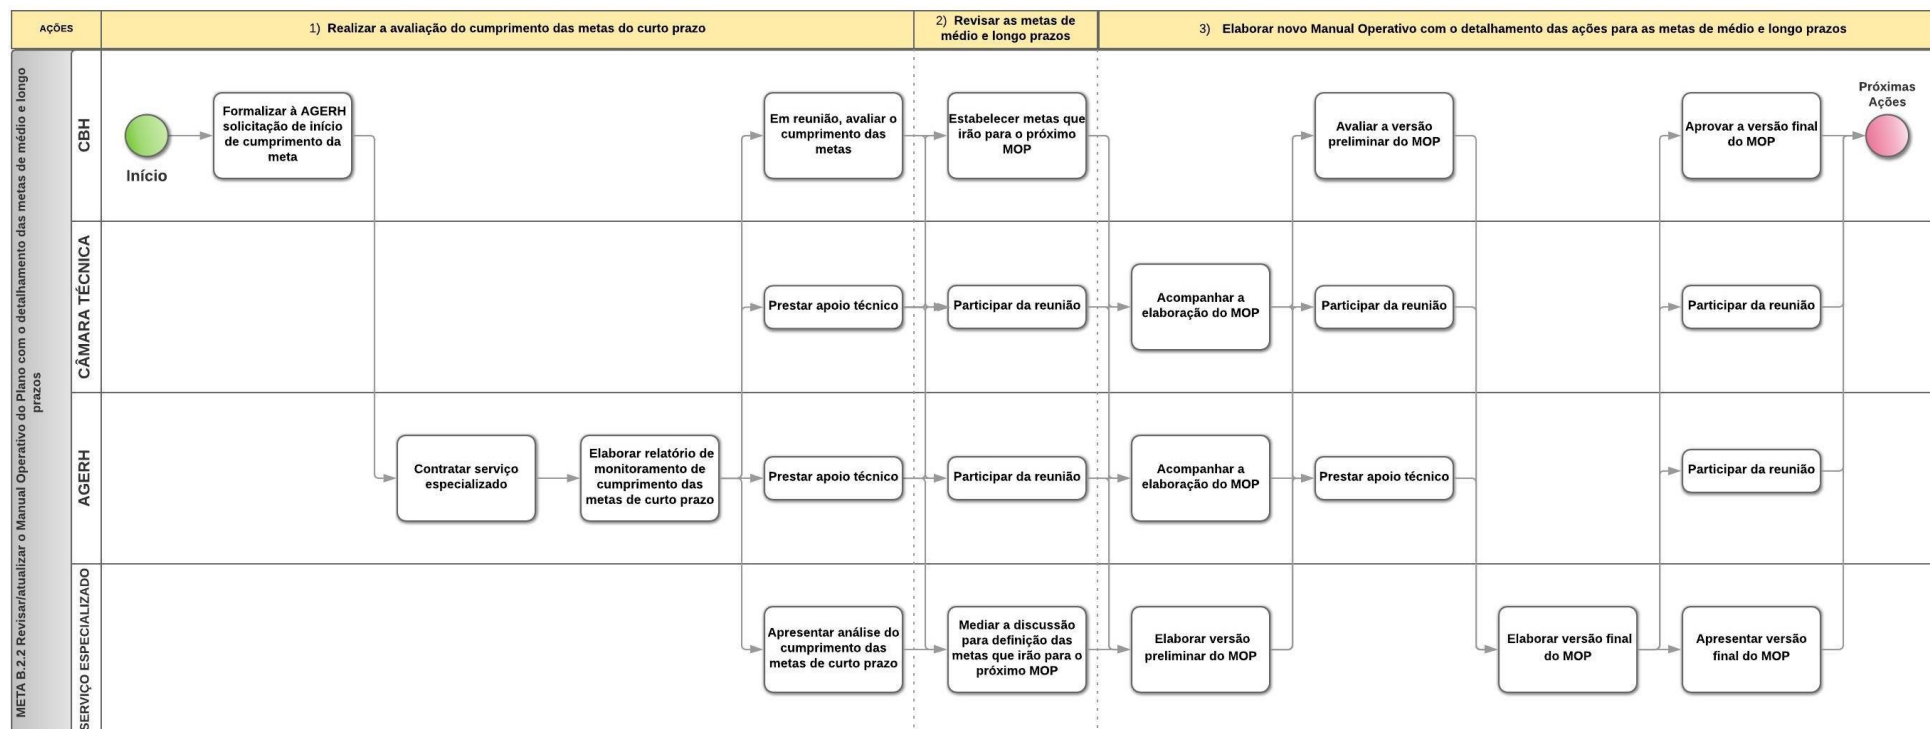 AÇÕES
1) Realizar a avaliação do cumprimento das metas do curto prazo
2) Revisar as metas de
médio e longo prazos
3) Elaborar novo Manual Operativo com o detalhamento das ações para as metas de médio e longo prazos
META B.2.2 Revisar/atualizar o Manual Operativo do Plano com o detalhamento das metas de médio e longo
prazos
CBH
Início
Formalizar à AGERH
solicitação de início
de cumprimento da
meta
Em reunião, avaliar o
cumprimento das
metas
Estabelecer metas que
irão para o próximo
MOP
Avaliar a versão
preliminar do MOP
Aprovar a versão final
do MOP
Próximas
Ações
CÂMARA TÉCNICA
Prestar apoio técnico
Participar da reunião
Acompanhar a
elaboração do MOP
Participar da reunião
Participar da reunião
AGERH
Contratar serviço
especializado
Elaborar relatório de
monitoramento de
cumprimento das
metas de curto prazo
Prestar apoio técnico
Participar da reunião
Acompanhar a
elaboração do MOP
Prestar apoio técnico
Participar da reunião
SERVIÇO ESPECIALIZADO
Apresentar análise do
cumprimento das
metas de curto prazo
Mediar a discussão
para definição das
metas que irão para o
próximo MOP
Elaborar versão
preliminar do MOP
Elaborar versão final
do MOP
Apresentar versão
final do MOP